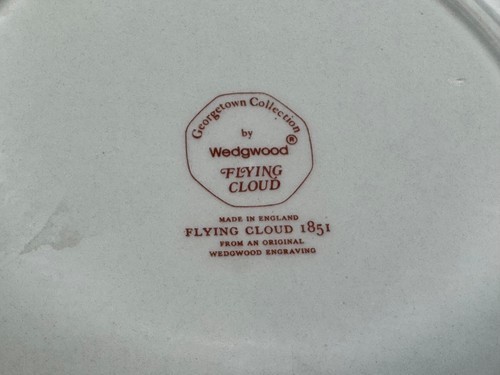 Georgetown Collection
by
Wedgwood®
FLYING
CLOUD
MADE IN ENGLAND
FLYING CLOUD 1851
FROM AN ORIGINAL
WEDGWOOD ENGRAVING